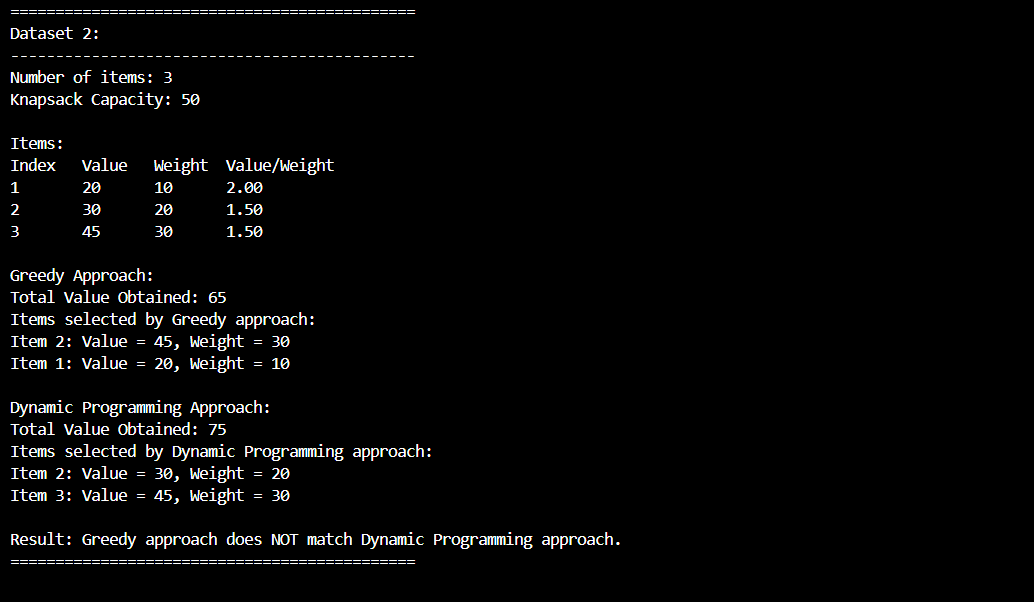 =============================================
Dataset 2:
---------------------------------------------
Number of items: 3
Knapsack Capacity: 50
Items:
Index   Value   Weight  Value/Weight
1       20      10      2.00
2       30      20      1.50
3       45      30      1.50
Greedy Approach:
Total Value Obtained: 65
Items selected by Greedy approach:
Item 2: Value = 45, Weight = 30
Item 1: Value = 20, Weight = 10
Dynamic Programming Approach:
Total Value Obtained: 75
Items selected by Dynamic Programming approach:
Item 2: Value = 30, Weight = 20
Item 3: Value = 45, Weight = 30
Result: Greedy approach does NOT match Dynamic Programming approach.
=============================================